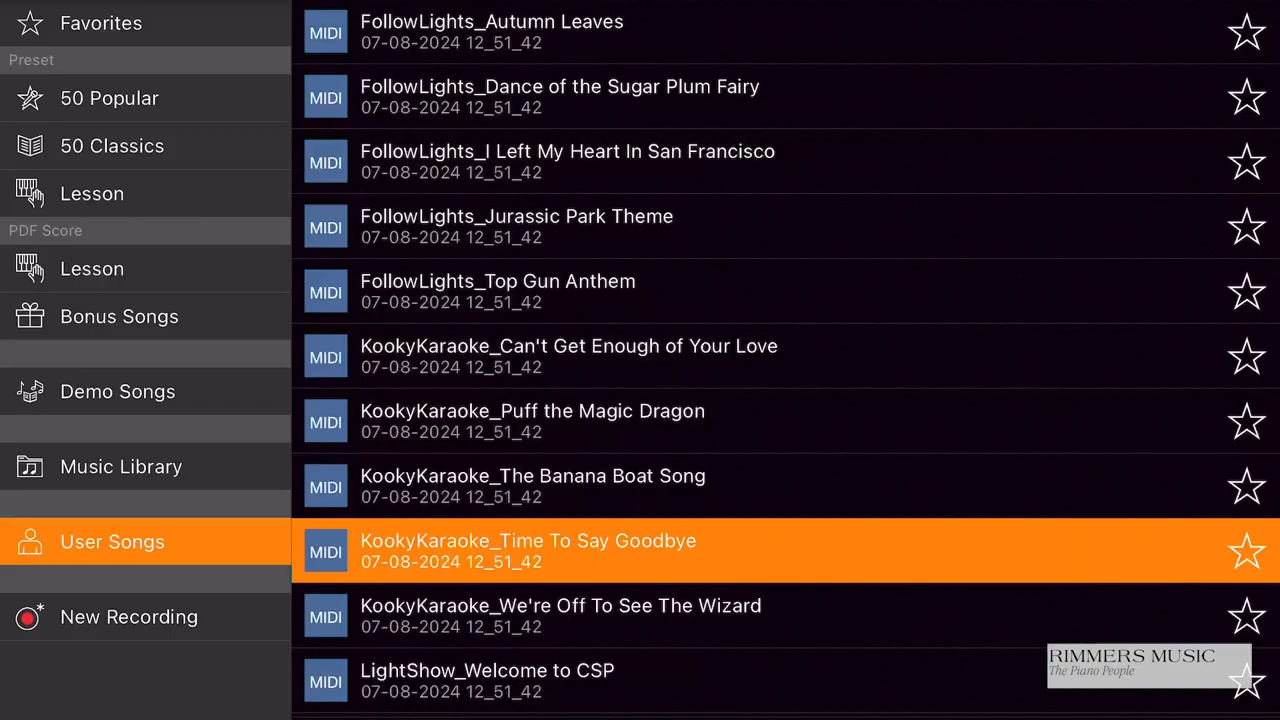 Favorites
Preset
50 Popular
50 Classics
Lesson
PDF Score
Lesson
Bonus Songs
Demo Songs
Music Library
User Songs
New Recording
MIDI
FollowLights_Autumn Leaves
07-08-2024 12_51_42
MIDI
FollowLights_Dance of the Sugar Plum Fairy
07-08-2024 12_51_42
MIDI
FollowLights_I Left My Heart In San Francisco
07-08-2024 12_51_42
MIDI
FollowLights_Jurassic Park Theme
07-08-2024 12_51_42
MIDI
FollowLights_Top Gun Anthem
07-08-2024 12_51_42
MIDI
KookyKaraoke_Can't Get Enough of Your Love
07-08-2024 12_51_42
MIDI
KookyKaraoke_Puff the Magic Dragon
07-08-2024 12_51_42
MIDI
KookyKaraoke_The Banana Boat Song
07-08-2024 12_51_42
MIDI
KookyKaraoke_Time To Say Goodbye
07-08-2024 12_51_42
MIDI
KookyKaraoke_We're Off To See The Wizard
07-08-2024 12_51_42
MIDI
LightShow_Welcome to CSP
07-08-2024 12_51_42
RIMMERS MUSIC
The Piano People